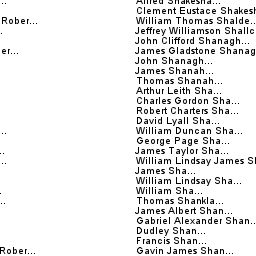 ... Alfred Shakesha...
Clement Eustace Shakesh
Rober... William Thomas Shalde...
. Jeffrey Williamson Shallc
John Clifford Shanagh...
er... James Gladstone Shanag
John Shanagh...
James Shanah...
Thomas Shanah...
Arthur Leith Sha...
Charles Gordon Sha...
Robert Charters Sha...
David Lyall Sha...
.. William Duncan Sha...
George Page Sha...
.. James Taylor Sha...
.. William Lindsay James Sh
James Sha...
William Lindsay Sha...
. William Sha...
.. Thomas Shankla...
James Albert Shan...
Gabriel Alexander Shan...
Dudley Shan...
Francis Shan...
Rober... Gavin James Shan...